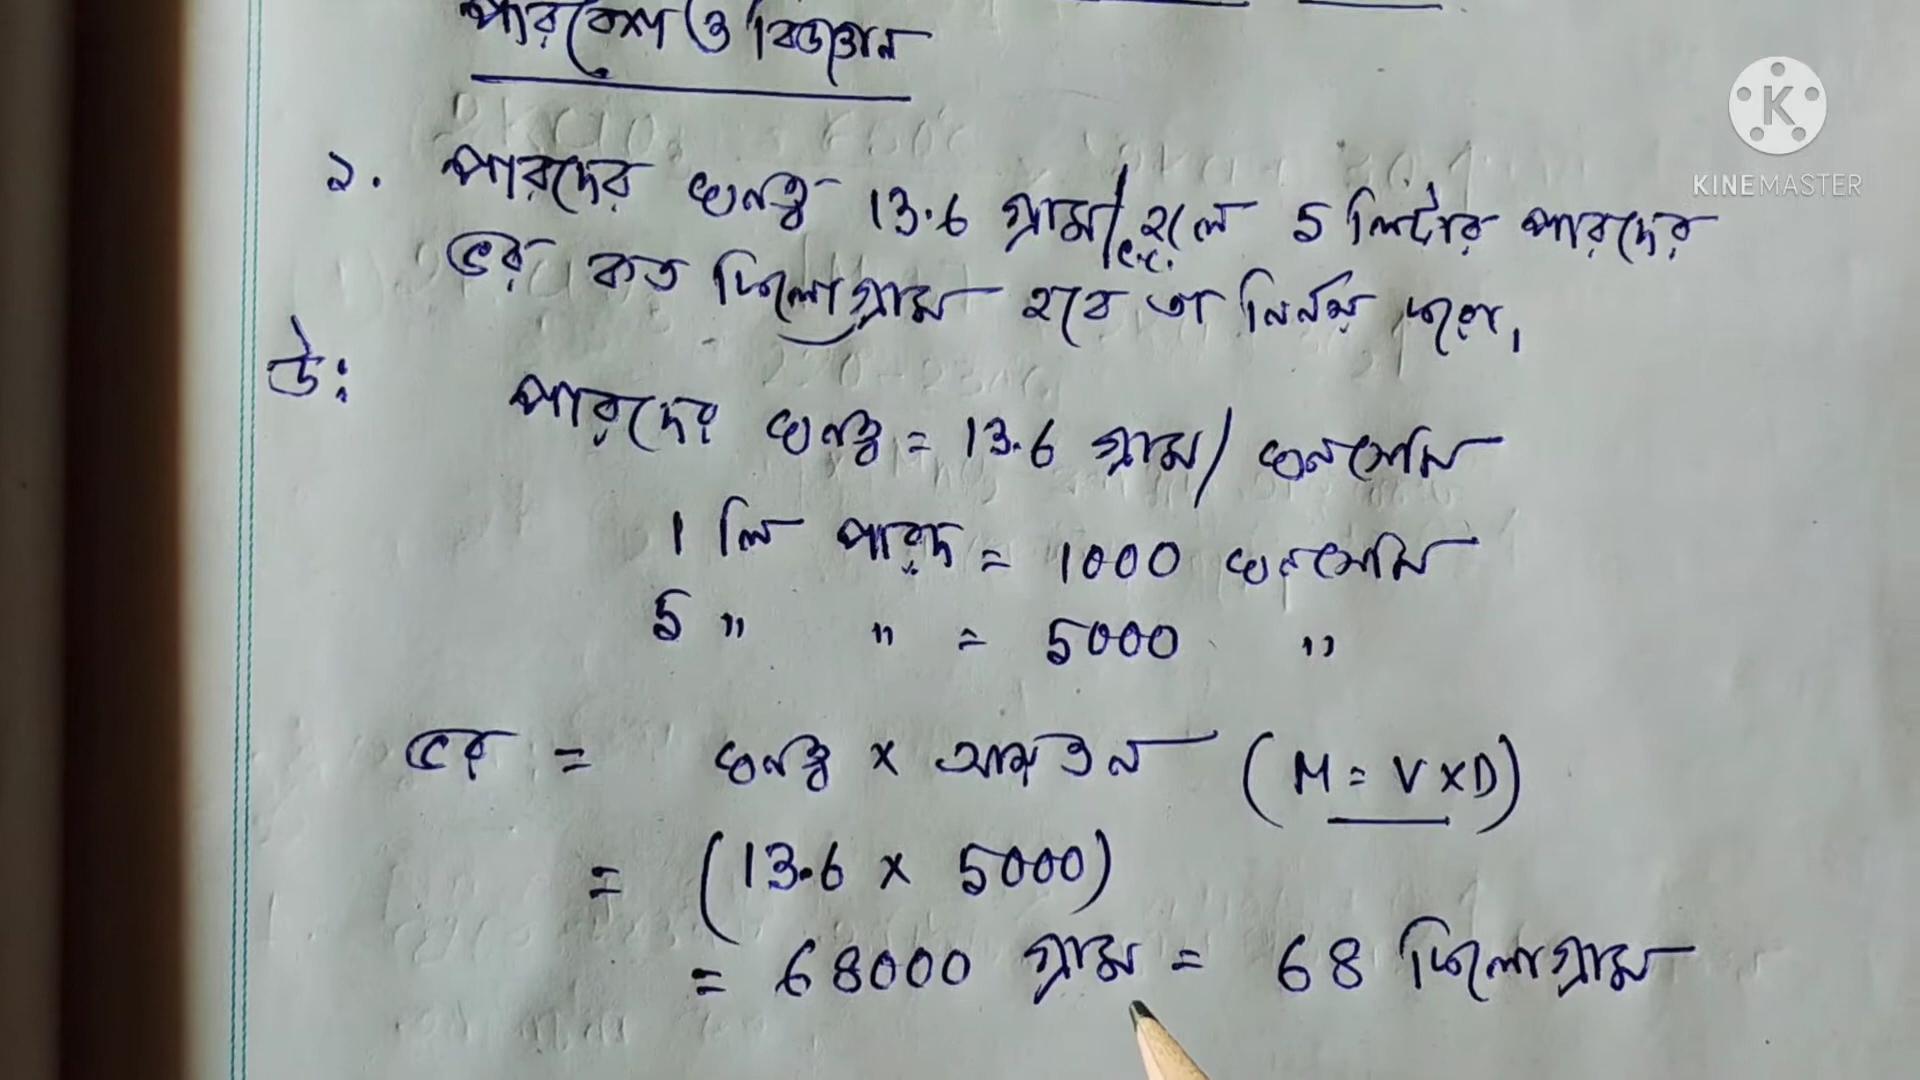 পরিবেশ ও বিজ্ঞান
KINEMASTER
১. পারদের ঘনত্ব 13.6 গ্রাম/c.c. হলে 5 লিটার পারদের
ভর কত কিলোগ্রাম হবে তা নির্নয় করো।
উঃ
পারদের ঘনত্ব = 13.6 গ্রাম/ ঘনসেমি
1 লি পারদ = 1000 ঘনসেমি
5 " " = 5000 "
ভর = ঘনত্ব x আয়তন (M = V x D)
= (13.6 x 5000)
= 68000 গ্রাম = 68 কিলোগ্রাম